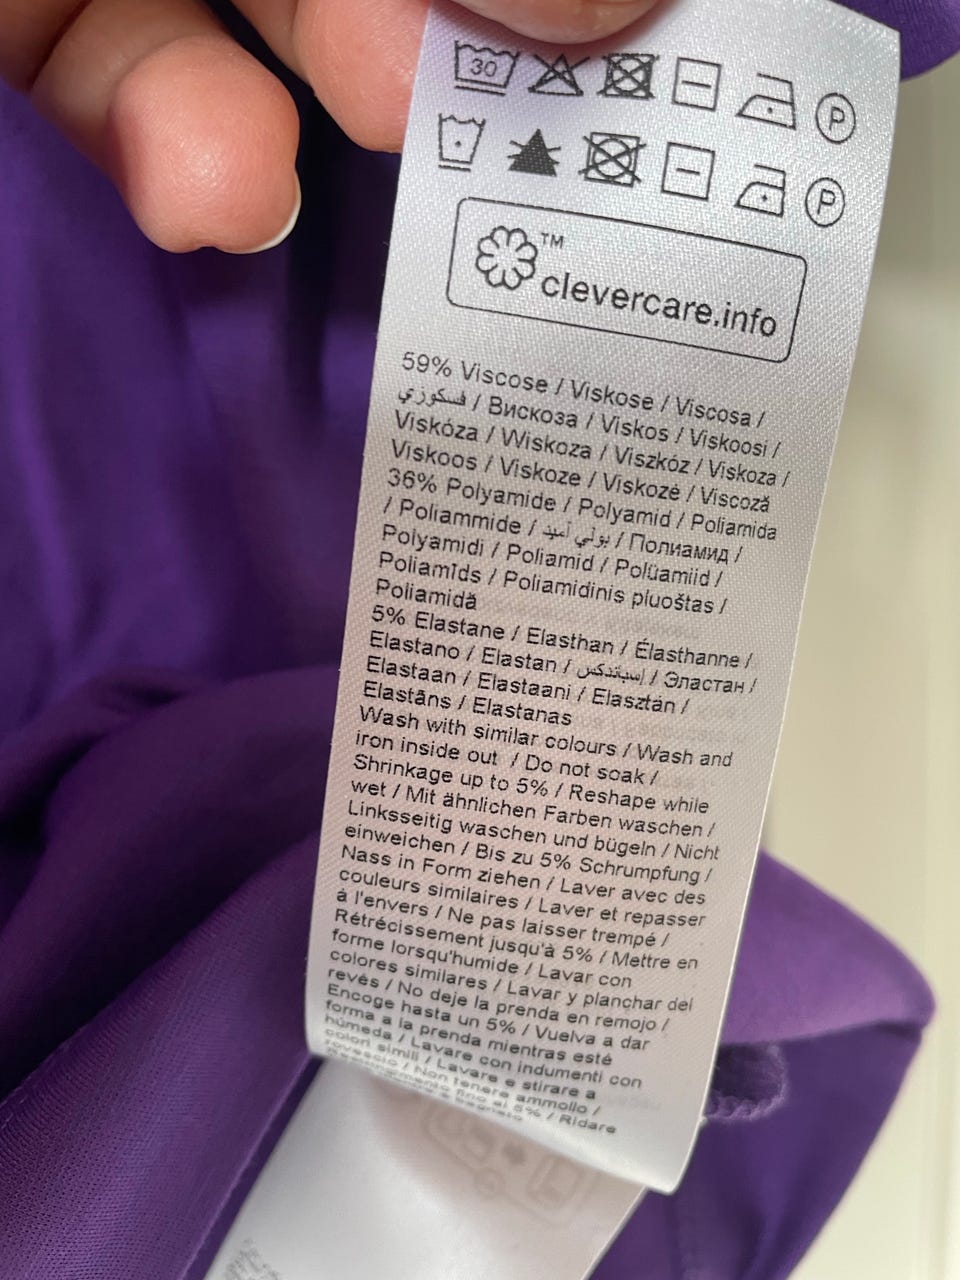 30 P
P
™
clevercare.info
59% Viscose / Viskose / Viscosa /
فسكوزي / Вискоза / Viskos / Viskoosi /
Viskóza / Wiskoza / Viszkóz / Viskoza /
Viskoos / Viskoze / Viskozė / Viscoză
36% Polyamide / Polyamid / Poliamida
/ Poliammide / بولي أميد / Полиамид /
Polyamidi / Poliamid / Polüamiid /
Poliamīds / Poliamidinis pluoštas /
Poliamidă
5% Elastane / Elasthan / Élasthanne /
Elastano / Elastan / إسباندكس / Эластан /
Elastaan / Elastaani / Elasztán /
Elastāns / Elastanas
Wash with similar colours / Wash and
iron inside out / Do not soak /
Shrinkage up to 5% / Reshape while
wet / Mit ähnlichen Farben waschen /
Linksseitig waschen und bügeln / Nicht
einweichen / Bis zu 5% Schrumpfung /
Nass in Form ziehen / Laver avec des
couleurs similaires / Laver et repasser
à l'envers / Ne pas laisser trempé /
Rétrécissement jusqu'à 5% / Mettre en
forme lorsqu'humide / Lavar con
colores similares / Lavar y planchar del
revés / No deje la prenda en remojo /
Encoge hasta un 5% / Vuelva a dar
forma a la prenda mientras esté
húmeda / Lavare con indumenti con
colori simili / Lavare e stirare a
rovescio / Non tenere ammollo /
fino al 5% / Ridare